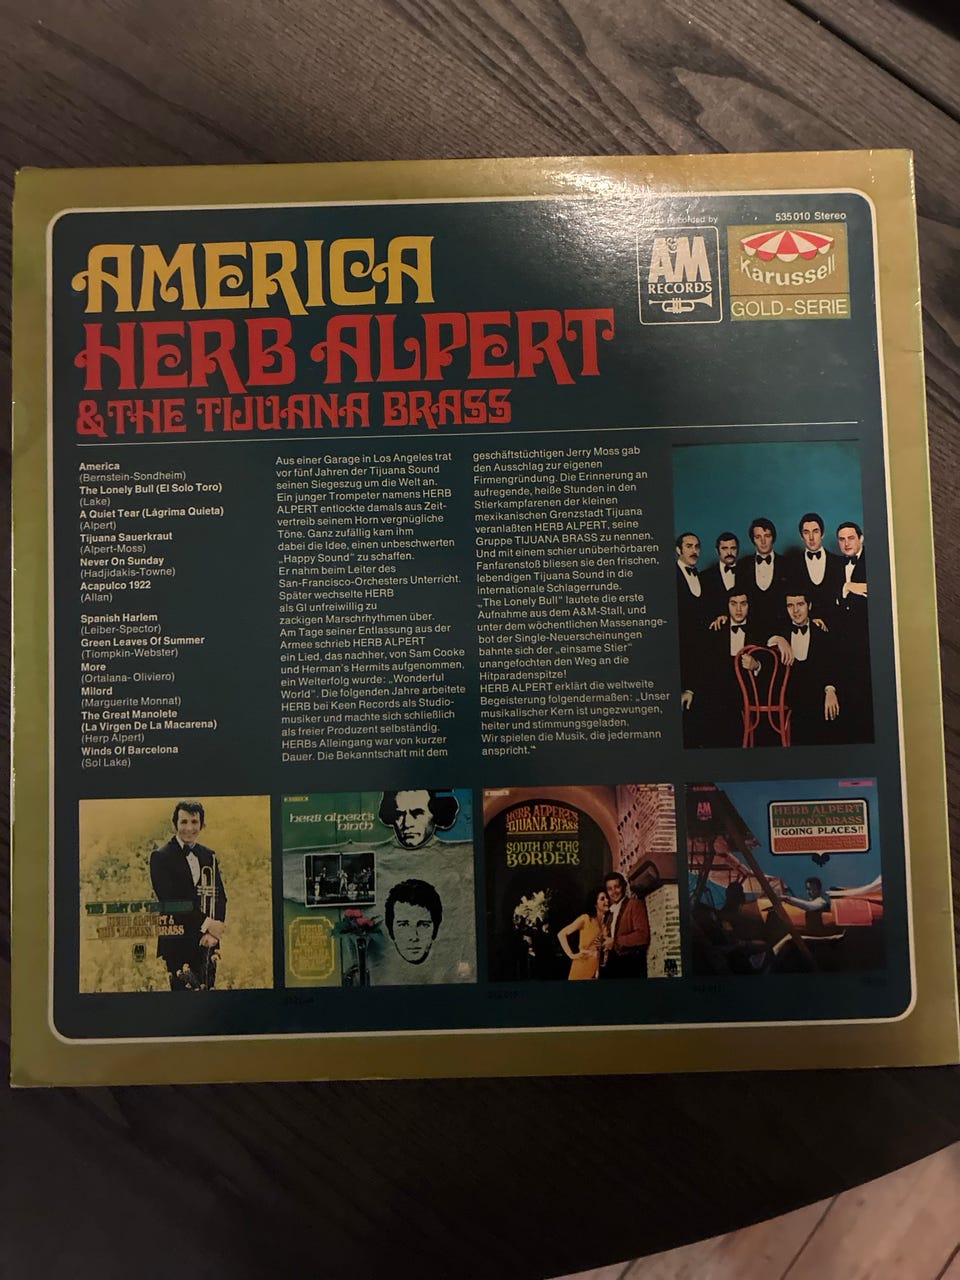 recorded by
535010 Stereo
A&M
RECORDS
Karussell
GOLD-SERIE
AMERICA
HERB ALPERT
& THE TIJUANA BRASS
America
(Bernstein-Sondheim)
The Lonely Bull (El Solo Toro)
(Lake)
A Quiet Tear (Lágrima Quieta)
(Alpert)
Tijuana Sauerkraut
(Alpert-Moss)
Never On Sunday
(Hadjidakis-Towne)
Acapulco 1922
(Allan)
Spanish Harlem
(Leiber-Spector)
Green Leaves Of Summer
(Tiompkin-Webster)
More
(Ortalana- Oliviero)
Milord
(Marguerite Monnat)
The Great Manolete
(La Virgen De La Macarena)
(Herp Alpert)
Winds Of Barcelona
(Sol Lake)
Aus einer Garage in Los Angeles trat
vor fünf Jahren der Tijuana Sound
seinen Siegeszug um die Welt an.
Ein junger Trompeter namens HERB
ALPERT entlockte damals aus Zeit-
vertreib seinem Horn vergnügliche
Töne. Ganz zufällig kam ihm
dabei die Idee, einen unbeschwerten
„Happy Sound" zu schaffen.
Er nahm beim Leiter des
San-Francisco-Orchesters Unterricht.
Später wechselte HERB
als GI unfreiwillig zu
zackigen Marschrhythmen über.
Am Tage seiner Entlassung aus der
Armee schrieb HERB ALPERT
ein Lied, das nachher, von Sam Cooke
und Herman's Hermits aufgenommen,
ein Welterfolg wurde: „Wonderful
World". Die folgenden Jahre arbeitete
HERB bei Keen Records als Studio-
musiker und machte sich schließlich
als freier Produzent selbständig.
HERBs Alleingang war von kurzer
Dauer. Die Bekanntschaft mit dem
geschäftstüchtigen Jerry Moss gab
den Ausschlag zur eigenen
Firmengründung. Die Erinnerung an
aufregende, heiße Stunden in den
Stierkampfarenen der kleinen
mexikanischen Grenzstadt Tijuana
veranlaßten HERB ALPERT, seine
Gruppe TIJUANA BRASS zu nennen.
Und mit einem schier unüberhörbaren
Fanfarenstoß bliesen sie den frischen,
lebendigen Tijuana Sound in die
internationale Schlagerrunde.
„The Lonely Bull" lautete die erste
Aufnahme aus dem A&M-Stall, und
unter dem wöchentlichen Massenange-
bot der Single-Neuerscheinungen
bahnte sich der „einsame Stier"
unangefochten den Weg an die
Hitparadenspitze!
HERB ALPERT erklärt die weltweite
Begeisterung folgendermaßen: „Unser
musikalischer Kern ist ungezwungen,
heiter und stimmungsgeladen.
Wir spielen die Musik, die jedermann
anspricht."
THE BEST OF THE
HERB ALPERT &
THE TIJUANA BRASS
herb alpert's
ninth
HERB
ALPERT
HERB ALPERT'S
TIJUANA BRASS
SOUTH OF THE
BORDER
AM
HERB ALPERT
TIJUANA BRASS
!!GOING PLACES!!